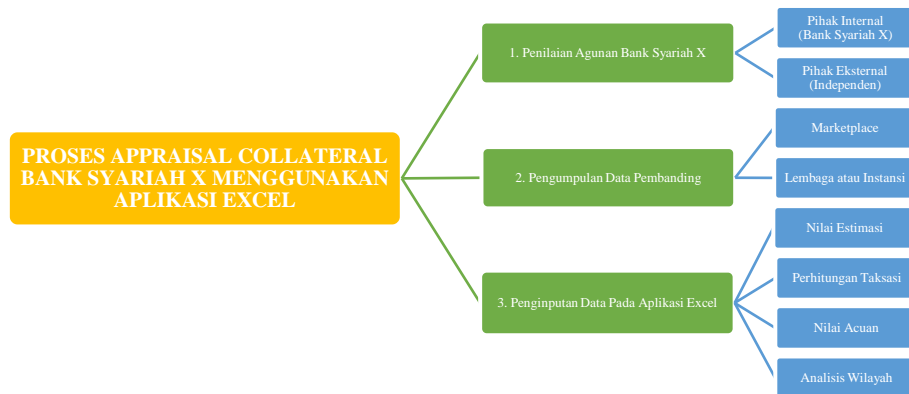 PROSES APPRAISAL COLLATERAL
BANK SYARIAH X MENGGUNAKAN
APLIKASI EXCEL
1. Penilaian Agunan Bank Syariah X
Pihak Internal
(Bank Syariah X)
Pihak Eksternal
(Independen)
2. Pengumpulan Data Pembanding
Marketplace
Lembaga atau Instansi
3. Penginputan Data Pada Aplikasi Excel
Nilai Estimasi
Perhitungan Taksasi
Nilai Acuan
Analisis Wilayah